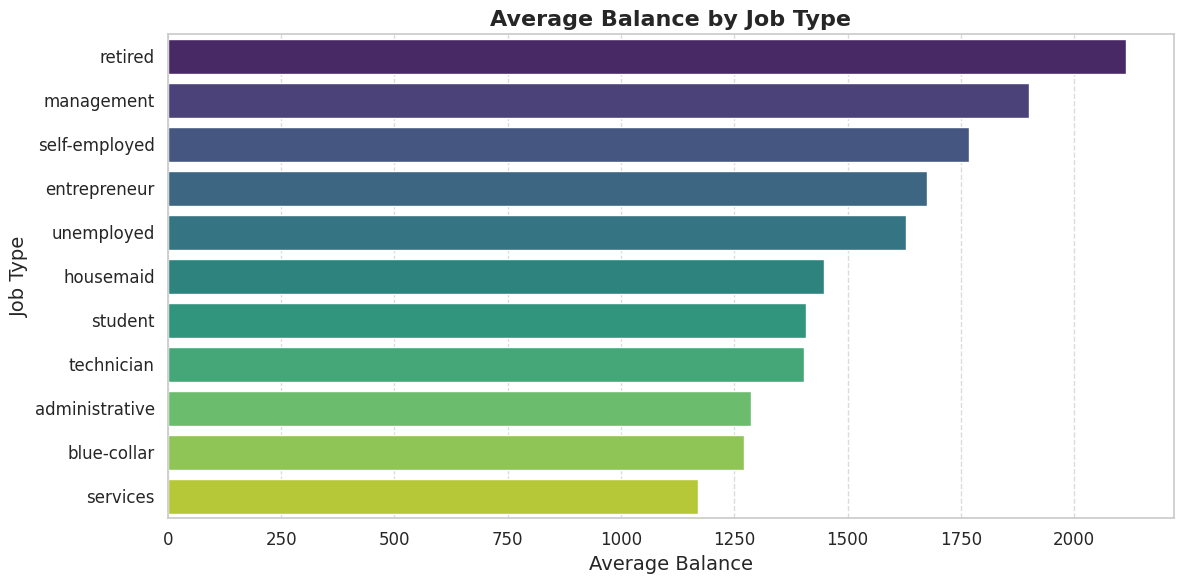 Average Balance by Job Type
Job Type
retired
management
self-employed
entrepreneur
unemployed
housemaid
student
technician
administrative
blue-collar
services
0 250 500 750 1000 1250 1500 1750 2000
Average Balance